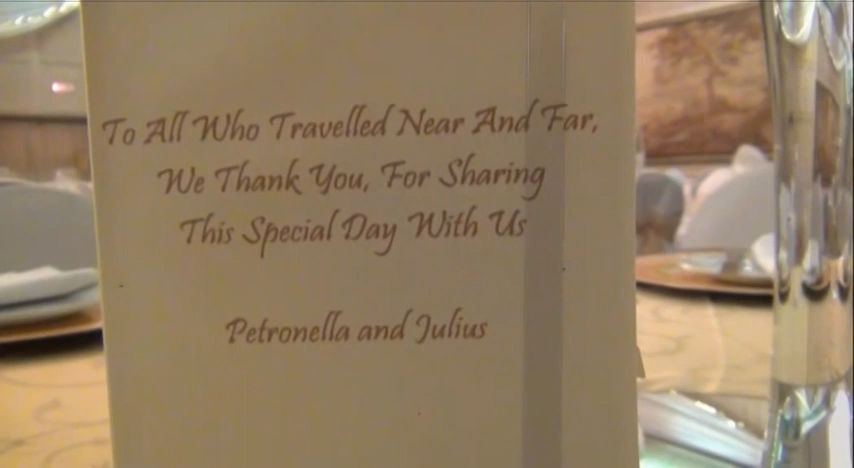 To All Who Travelled Near And Far,
We Thank You, For Sharing
This Special Day With Us
Petronella and Julius